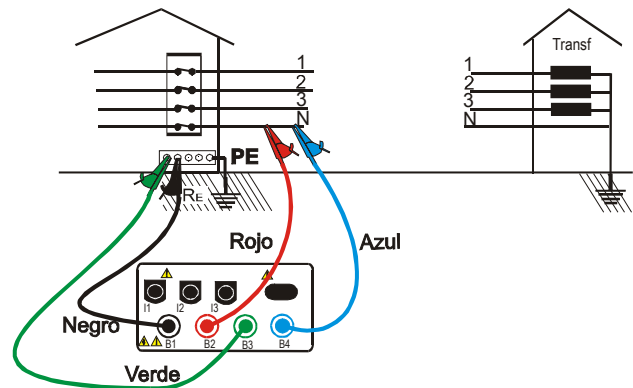 1
2
3
N
Transf
1
2
3
N
PE
RE
Rojo
Azul
I1 I2 I3
Negro
B1 B2 B3 B4
Verde